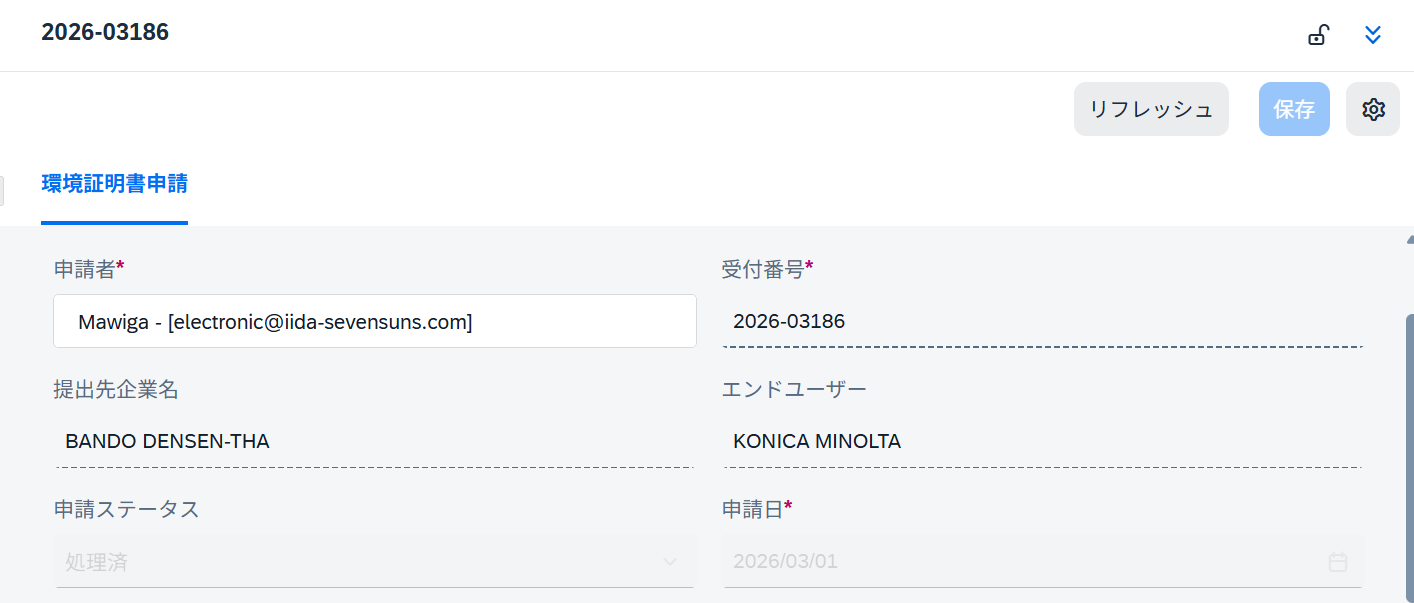 2026-03186
リフレッシュ 保存
環境証明書申請
申請者* 受付番号*
Mawiga - [electronic@iida-sevensuns.com] 2026-03186
提出先企業名 エンドユーザー
BANDO DENSEN-THA KONICA MINOLTA
申請ステータス 申請日*
処理済 2026/03/01